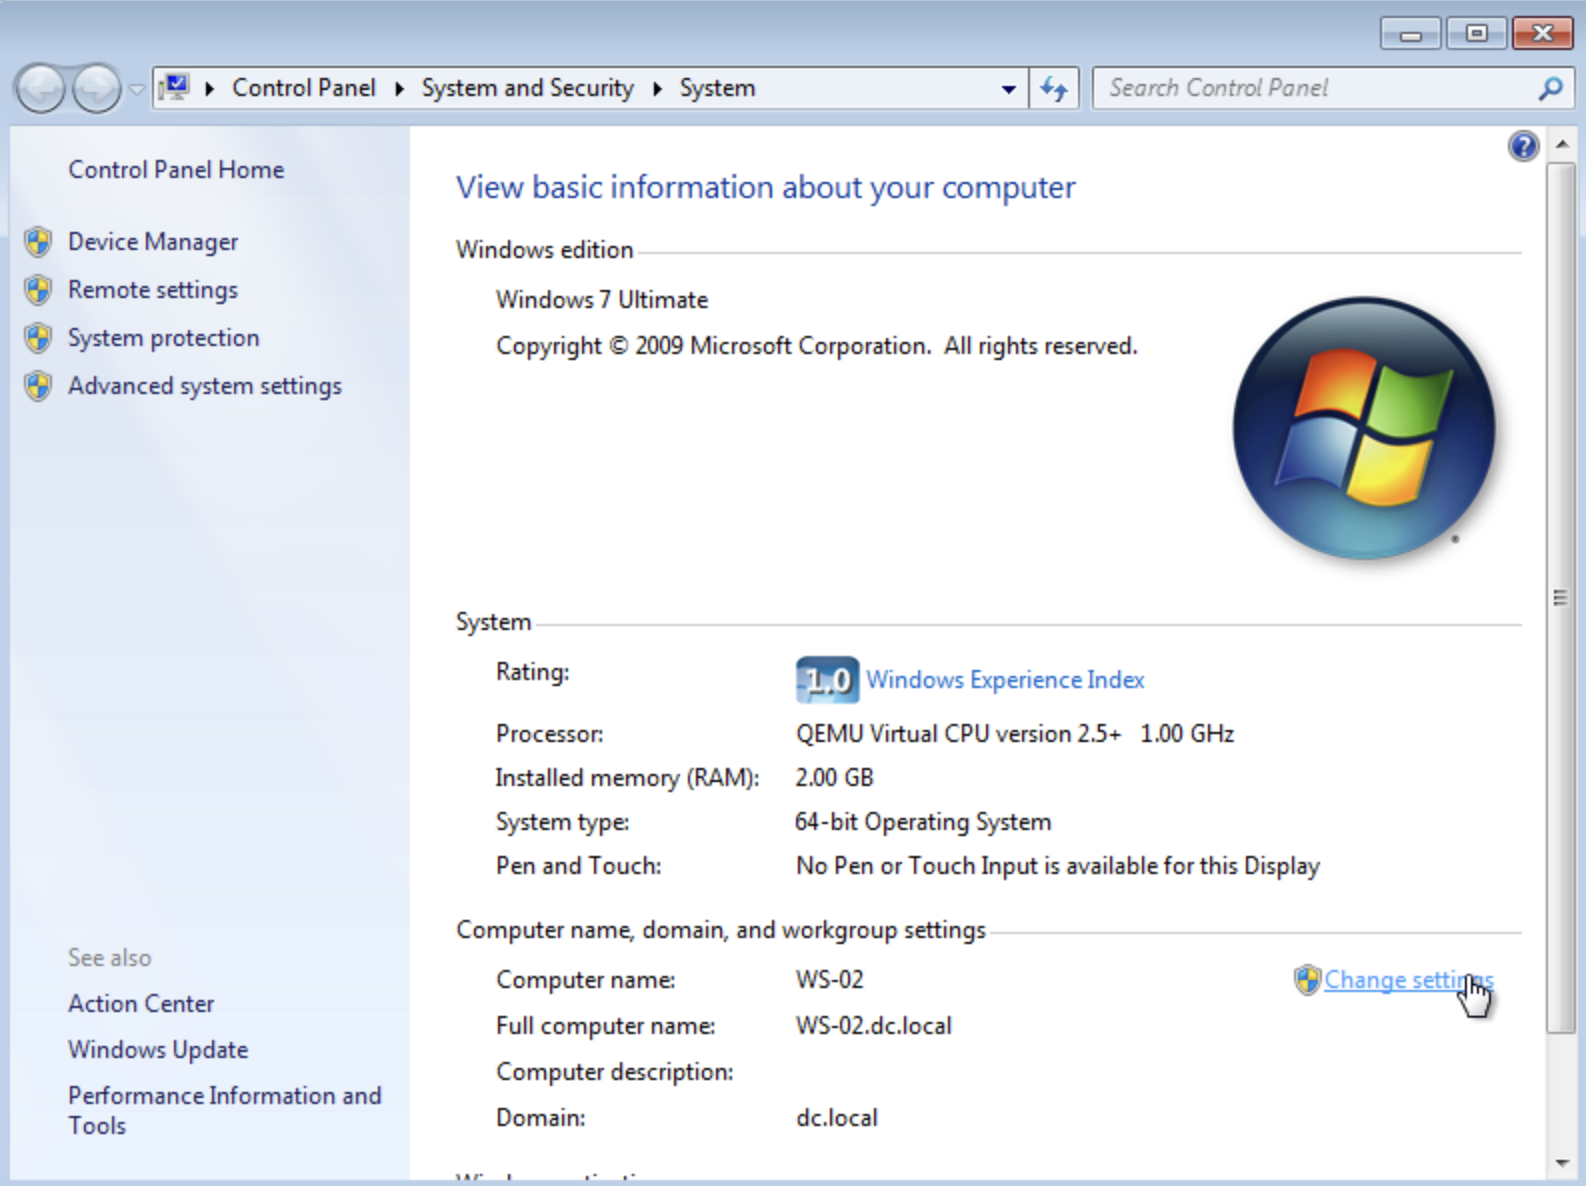 Control Panel ▸ System and Security ▸ System
Search Control Panel
Control Panel Home
Device Manager
Remote settings
System protection
Advanced system settings
See also
Action Center
Windows Update
Performance Information and
Tools
View basic information about your computer
Windows edition
Windows 7 Ultimate
Copyright © 2009 Microsoft Corporation. All rights reserved.
System
Rating: 1.0 Windows Experience Index
Processor: QEMU Virtual CPU version 2.5+ 1.00 GHz
Installed memory (RAM): 2.00 GB
System type: 64-bit Operating System
Pen and Touch: No Pen or Touch Input is available for this Display
Computer name, domain, and workgroup settings
Computer name: WS-02 Change settings
Full computer name: WS-02.dc.local
Computer description:
Domain: dc.local